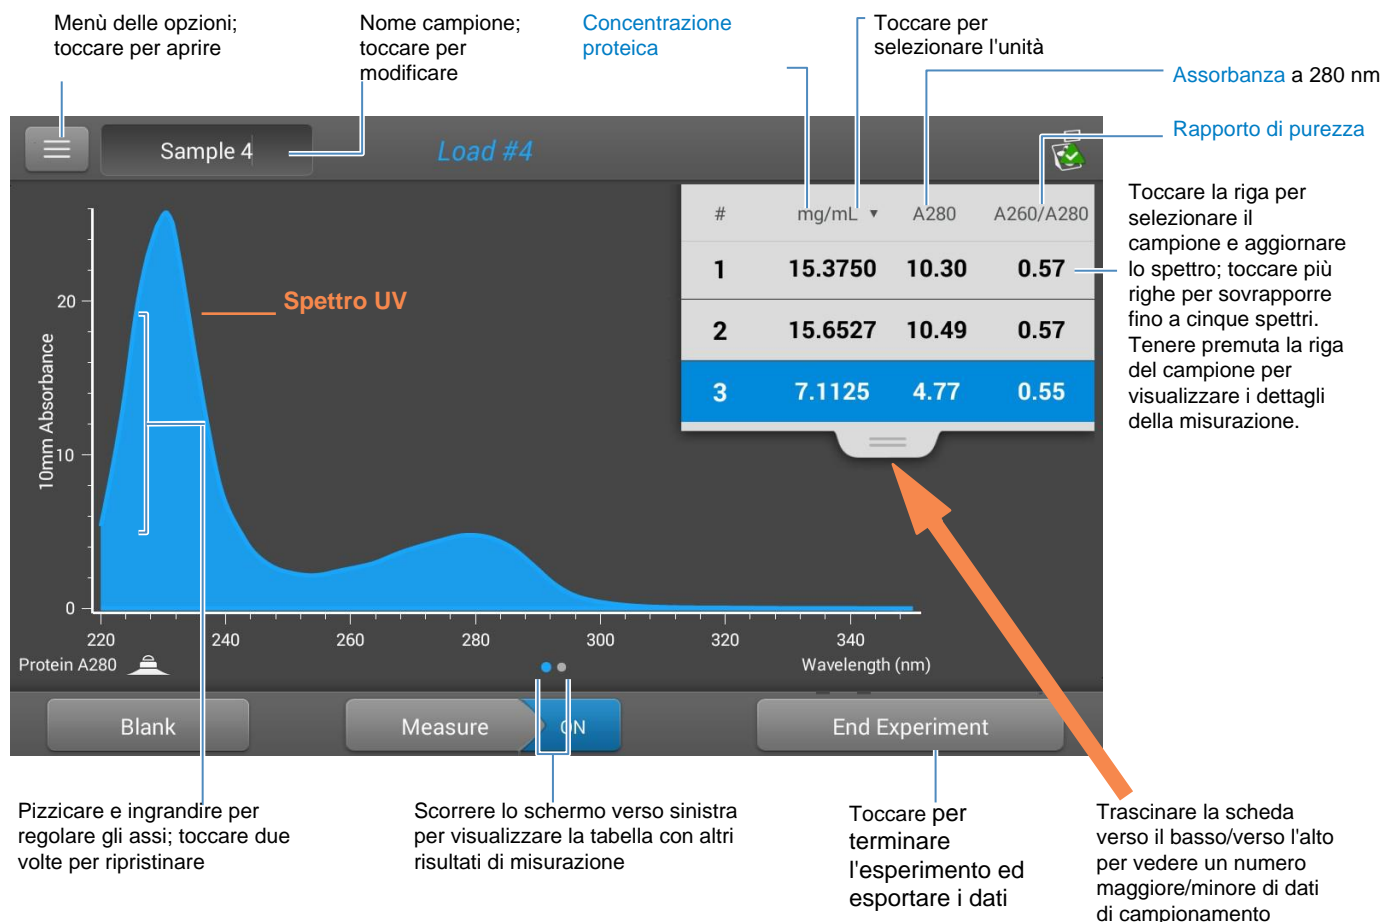 Menù delle opzioni;
toccare per aprire
Nome campione;
toccare per
modificare
Concentrazione
proteica
Toccare per
selezionare l'unità
Assorbanza a 280 nm
Rapporto di purezza
Sample 4
Load #4
Toccare la riga per
selezionare il
campione e aggiornare
lo spettro; toccare più
righe per sovrapporre
fino a cinque spettri.
Tenere premuta la riga
del campione per
visualizzare i dettagli
della misurazione.
# mg/mL ▼ A280 A260/A280
1 15.3750 10.30 0.57
2 15.6527 10.49 0.57
3 7.1125 4.77 0.55
Spettro UV
10mm Absorbance
20
10
0
220 240 260 280 300 320 340
Protein A280
Wavelength (nm)
Blank
Measure
ON
End Experiment
Pizzicare e ingrandire per
regolare gli assi; toccare due
volte per ripristinare
Scorrere lo schermo verso sinistra
per visualizzare la tabella con altri
risultati di misurazione
Toccare per
terminare
l'esperimento ed
esportare i dati
Trascinare la scheda
verso il basso/verso l'alto
per vedere un numero
maggiore/minore di dati
di campionamento